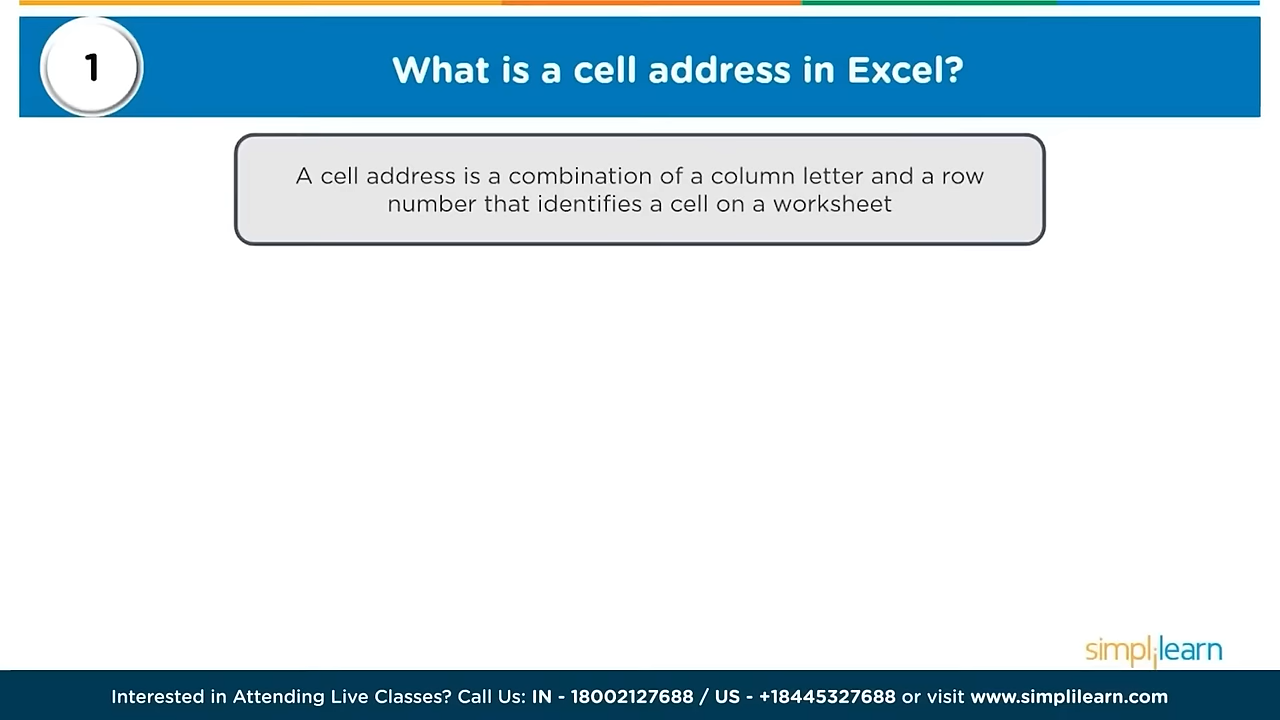 1
What is a cell address in Excel?
A cell address is a combination of a column letter and a row
number that identifies a cell on a worksheet
simplilearn
Interested in Attending Live Classes? Call Us: IN - 18002127688 / US - +18445327688 or visit www.simplilearn.com